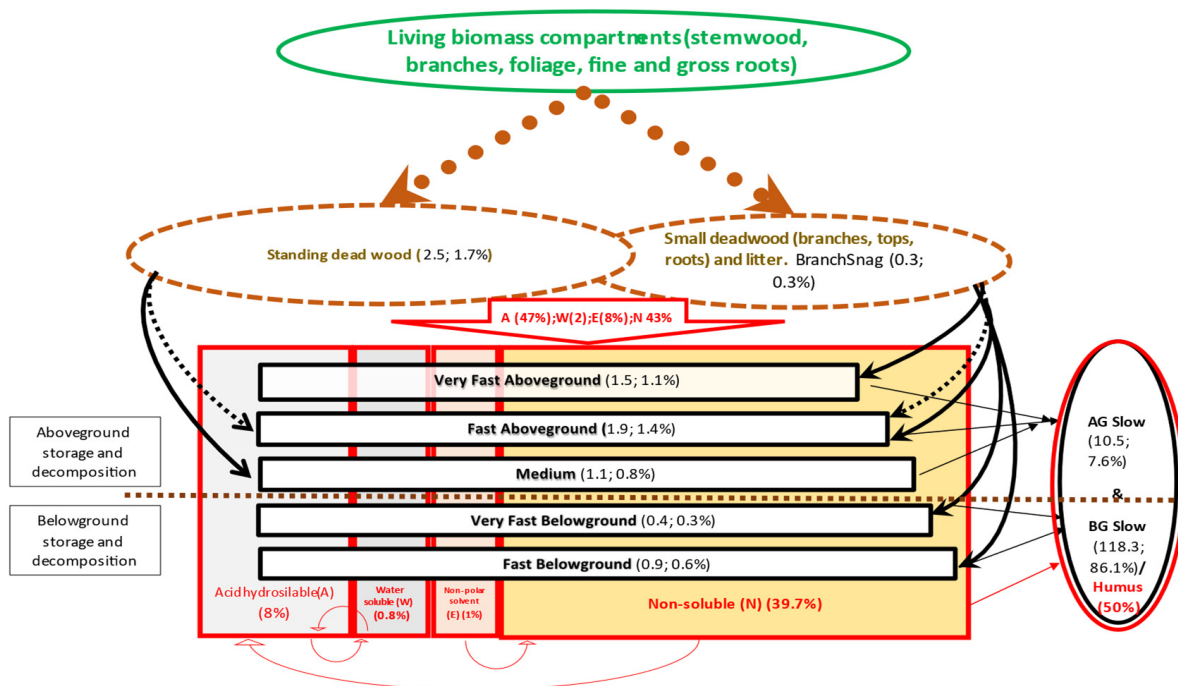 Living biomass compartments (stemwood,
branches, foliage, fine and gross roots)
Standing dead wood ( 2.5; 1.7%)
Small deadwood (branches, tops,
roots) and litter. BranchSnag (0.3;
0.3%)
A (47%);W(2);E(8%);N 43%
Very Fast Aboveground (1.5; 1.1%)
Fast Aboveground (1.9; 1.4%)
Medium (1.1; 0.8%)
Very Fast Belowground (0.4; 0.3%)
Fast Belowground (0.9; 0.6%)
Aboveground
storage and
decomposition
Belowground
storage and
decomposition
AG Slow
(10.5;
7.6%)
&
BG Slow
(118.3;
86.1%)/
Humus
(50%)
Acid hydrosilable(A)
(8%)
Water
soluble (W)
(0.8%)
Non-polar
solvent
(E) (1%)
Non-soluble (N) (39.7%)